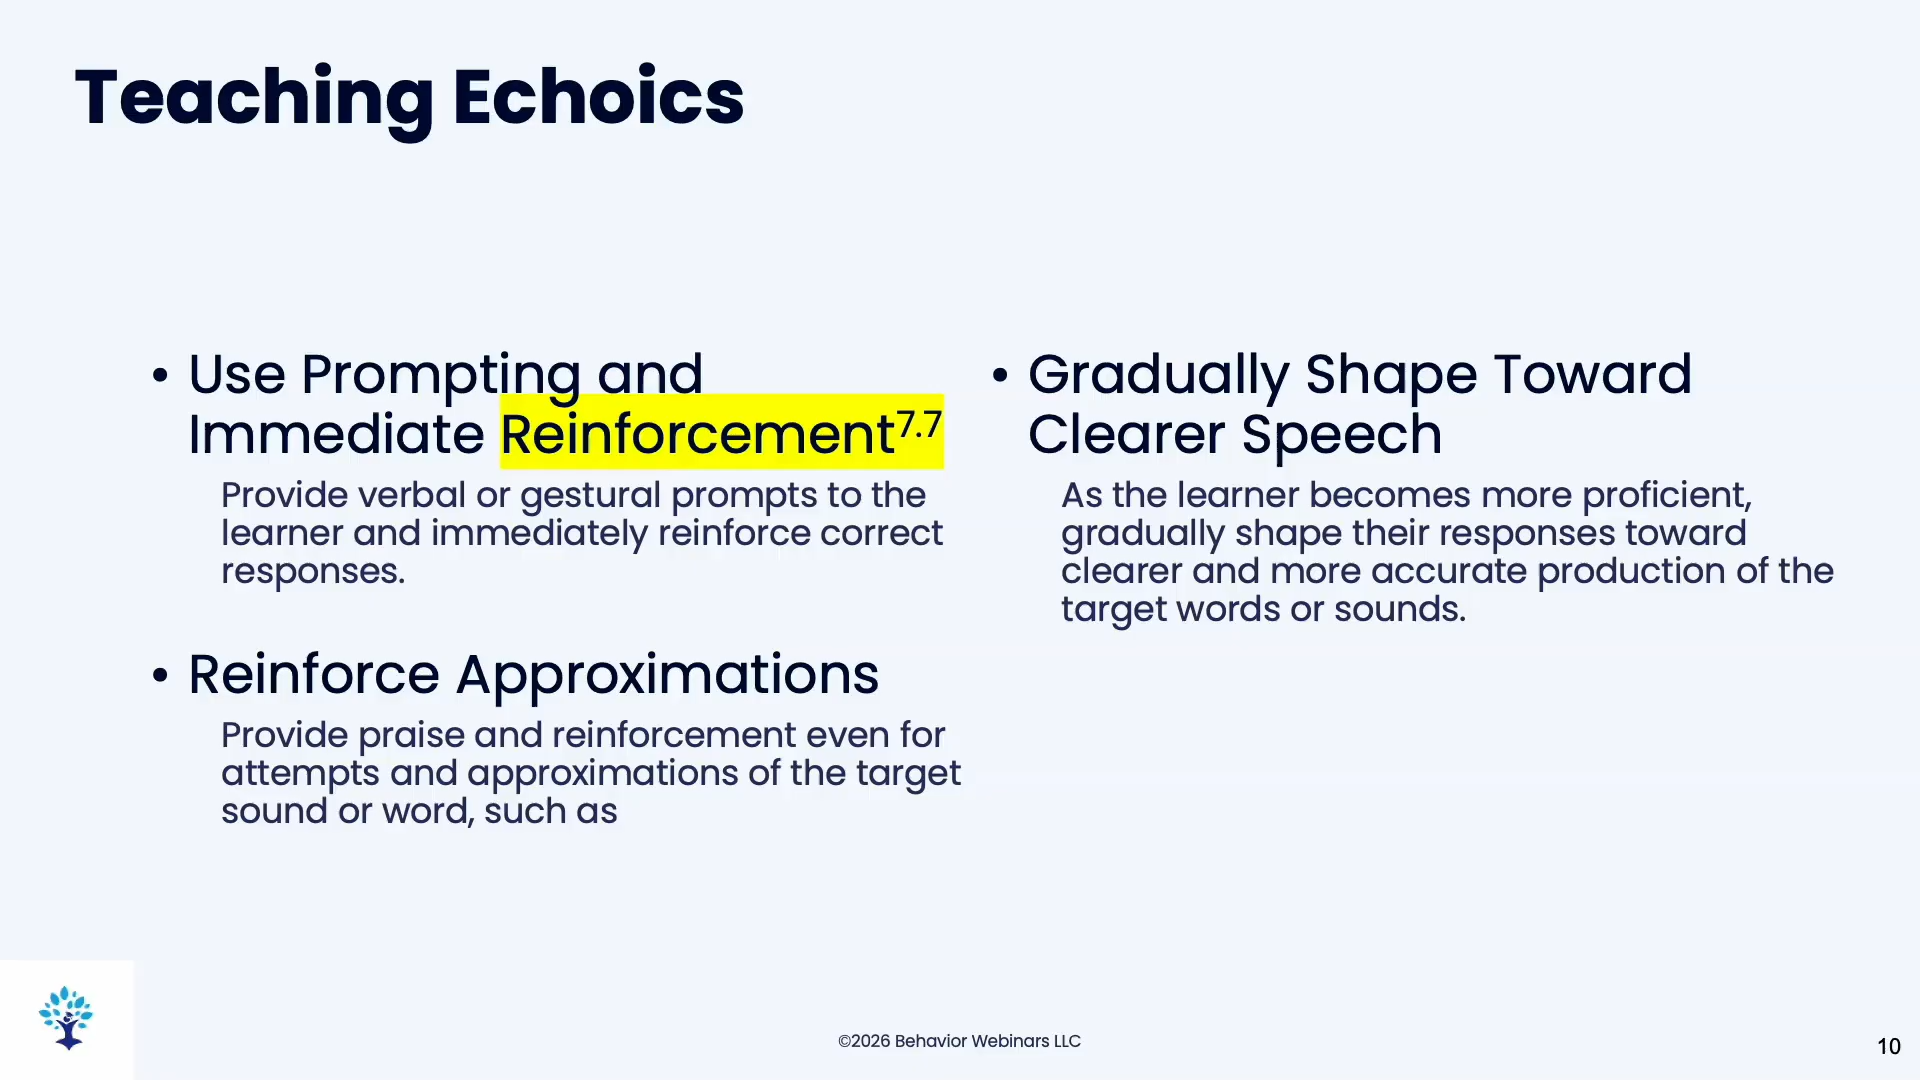 Teaching Echoics
• Use Prompting and
Immediate Reinforcement7.7
Provide verbal or gestural prompts to the
learner and immediately reinforce correct
responses.
• Reinforce Approximations
Provide praise and reinforcement even for
attempts and approximations of the target
sound or word, such as
• Gradually Shape Toward
Clearer Speech
As the learner becomes more proficient,
gradually shape their responses toward
clearer and more accurate production of the
target words or sounds.
©2026 Behavior Webinars LLC
10